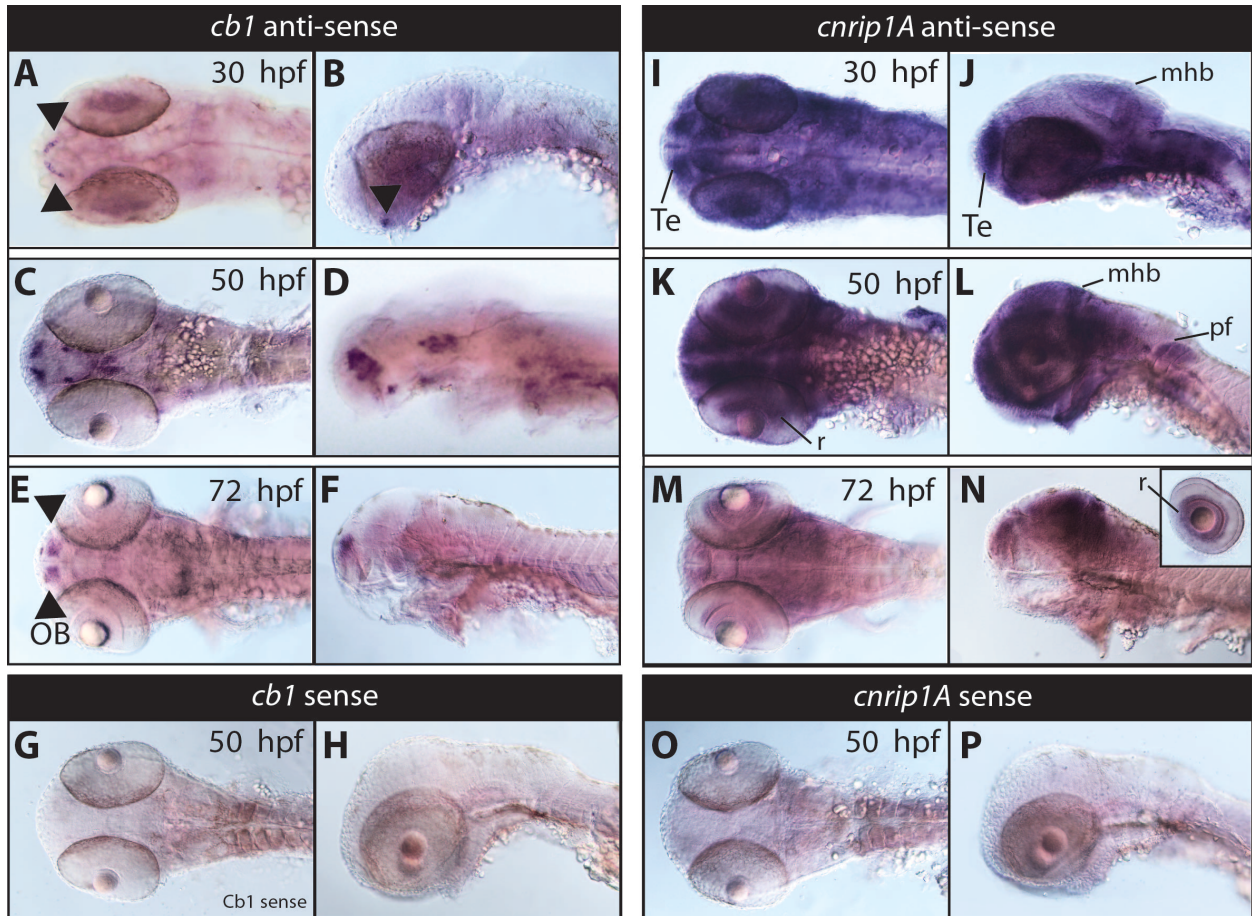 cb1 anti-sense
A 30 hpf B
C 50 hpf D
E 72 hpf F
OB
cb1 sense
G 50 hpf H
Cb1 sense
cnrip1A anti-sense
I 30 hpf J mhb
Te Te
K 50 hpf L mhb
pf
r
M 72 hpf N r
cnrip1A sense
O 50 hpf P